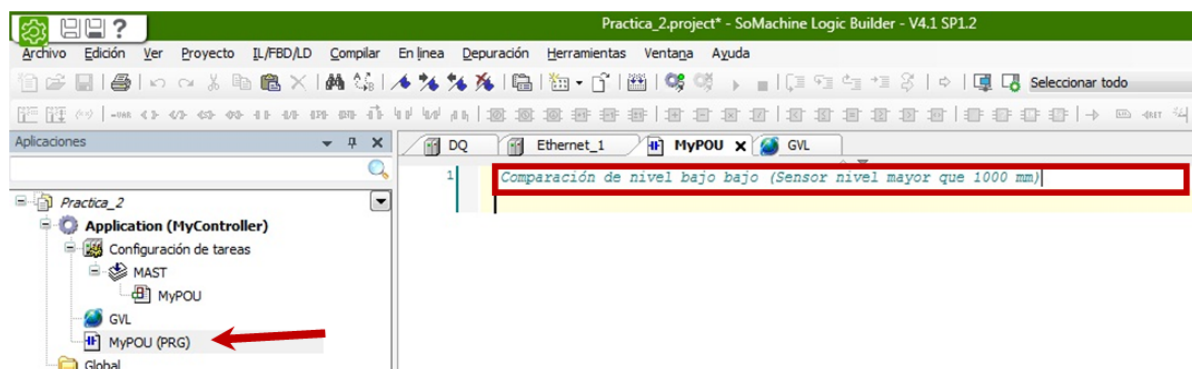 Practica_2.project* - SoMachine Logic Builder - V4.1 SP1.2
Archivo Edición Ver Proyecto IL/FBD/LD Compilar En línea Depuración Herramientas Ventana Ayuda
Seleccionar todo
Aplicaciones
DQ Ethernet_1 MyPOU GVL
1 Comparación de nivel bajo bajo (Sensor nivel mayor que 1000 mm)
Practica_2
Application (MyController)
Configuración de tareas
MAST
MyPOU
GVL
MyPOU (PRG)
Global